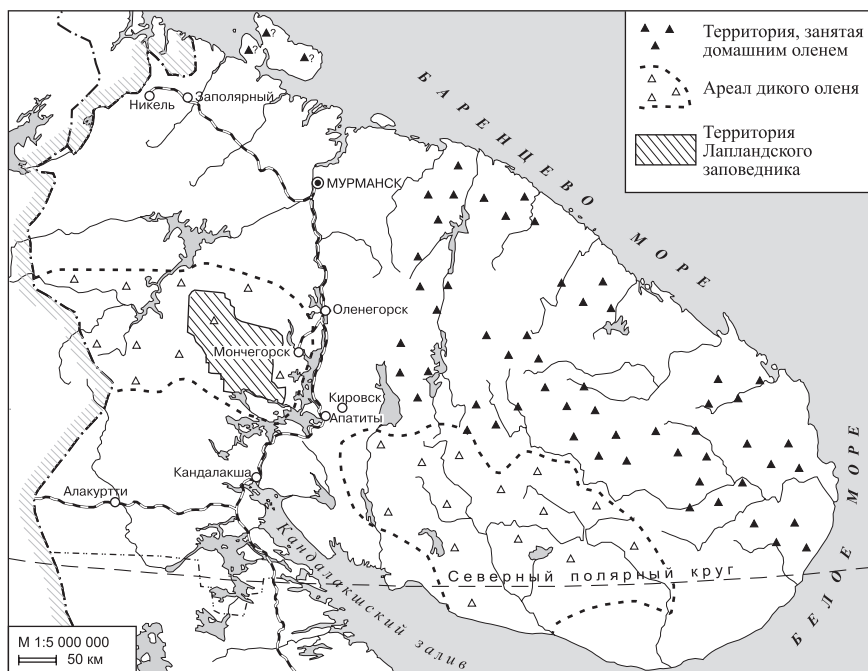 Территория, занятая
домашним оленем
Ареал дикого оленя
Территория
Лапландского
заповедника
? ? ?
БАРЕНЦЕВО МОРЕ
Никель
Заполярный
МУРМАНСК
Оленегорск
Мончегорск
Кировск
Апатиты
Кандалакша
Алакуртти
Кандалакшский залив
Северный полярный круг
БЕЛОЕ МОРЕ
М 1:5 000 000
50 км